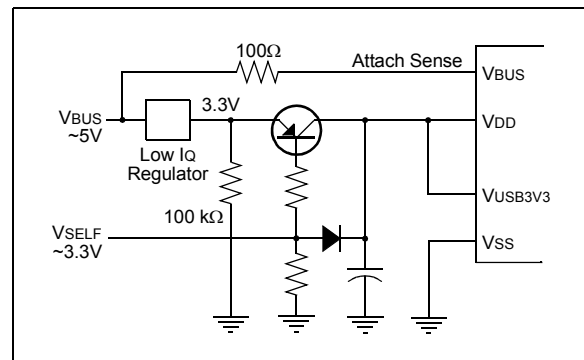 100Ω
Attach Sense
VBUS
VBUS
~5V
3.3V
VDD
Low IQ
Regulator
VUSB3V3
100 kΩ
VSELF
~3.3V
VSS